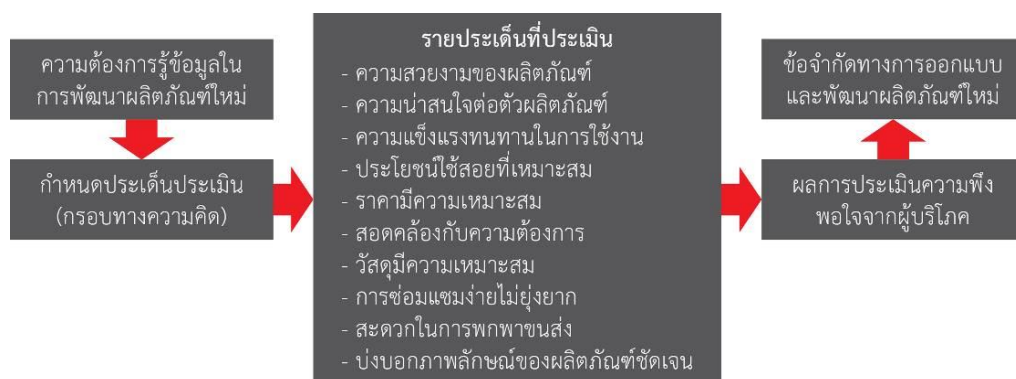 ความต้องการรู้ข้อมูลใน
การพัฒนาผลิตภัณฑ์ใหม่
กำหนดประเด็นประเมิน
(กรอบทางความคิด)
รายประเด็นที่ประเมิน
- ความสวยงามของผลิตภัณฑ์
- ความน่าสนใจต่อตัวผลิตภัณฑ์
- ความแข็งแรงทนทานในการใช้งาน
- ประโยชน์ใช้สอยที่เหมาะสม
- ราคามีความเหมาะสม
- สอดคล้องกับความต้องการ
- วัสดุมีความเหมาะสม
- การซ่อมแซมง่ายไม่ยุ่งยาก
- สะดวกในการพกพาขนส่ง
- บ่งบอกภาพลักษณ์ของผลิตภัณฑ์ชัดเจน
ผลการประเมินความพึง
พอใจจากผู้บริโภค
ข้อจำกัดทางการออกแบบ
และพัฒนาผลิตภัณฑ์ใหม่